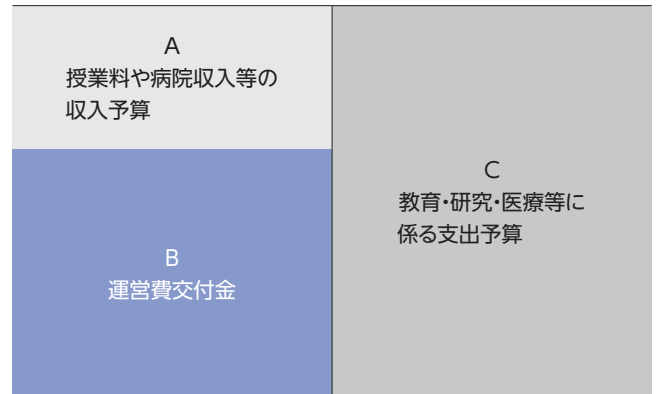 A
授業料や病院収入等の
収入予算
B
運営費交付金
C
教育・研究・医療等に
係る支出予算